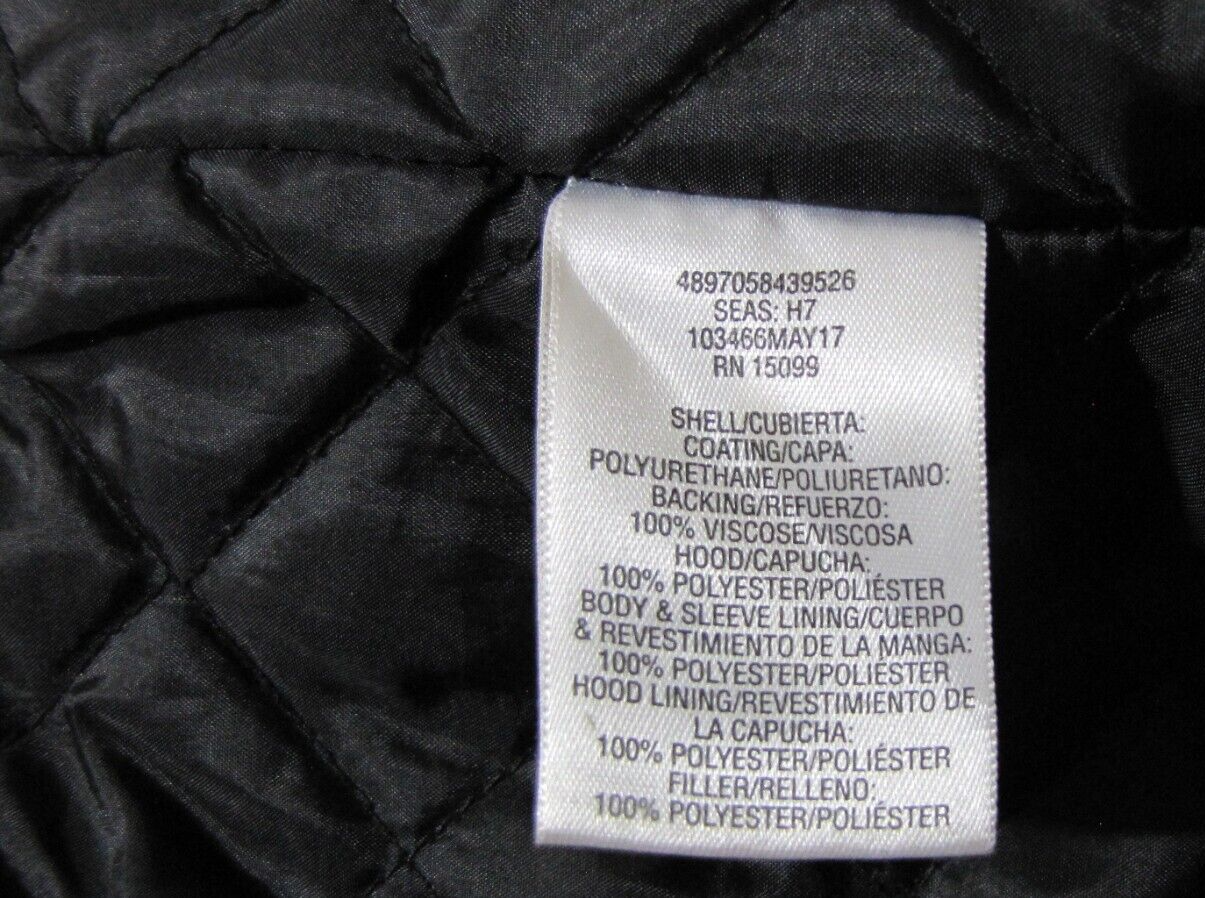 4897058439526
SEAS: H7
103466MAY17
RN 15099
SHELL/CUBIERTA:
COATING/CAPA:
POLYURETHANE/POLIURETANO:
BACKING/REFUERZO:
100% VISCOSE/VISCOSA
HOOD/CAPUCHA:
100% POLYESTER/POLIÉSTER
BODY & SLEEVE LINING/CUERPO
& REVESTIMIENTO DE LA MANGA:
100% POLYESTER/POLIÉSTER
HOOD LINING/REVESTIMIENTO DE
LA CAPUCHA:
100% POLYESTER/POLIÉSTER
FILLER/RELLENO:
100% POLYESTER/POLIÉSTER